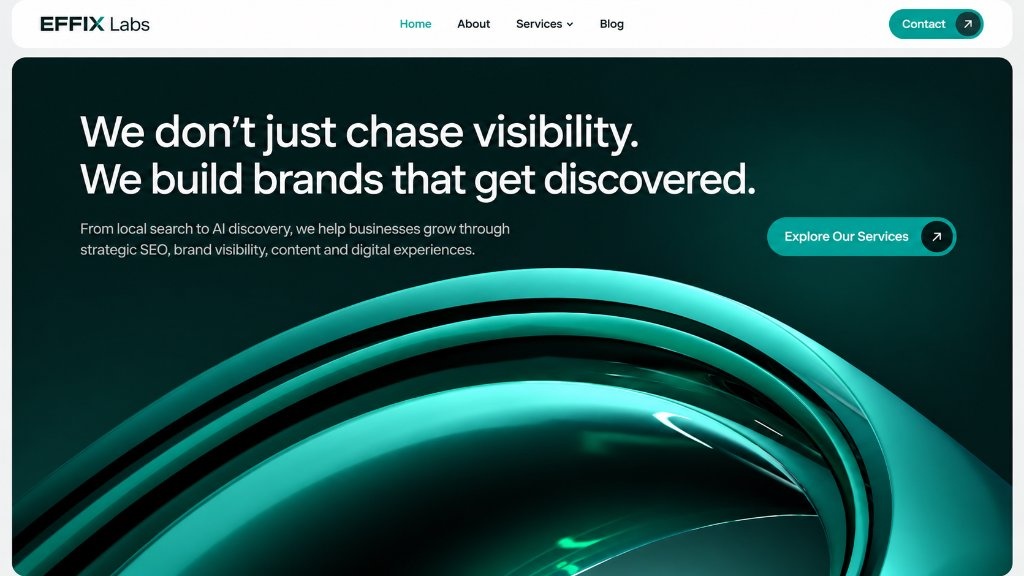 EFFIX Labs
Home
About
Services
Blog
Contact
We don’t just chase visibility.
We build brands that get discovered.
From local search to AI discovery, we help businesses grow through
strategic SEO, brand visibility, content and digital experiences.
Explore Our Services